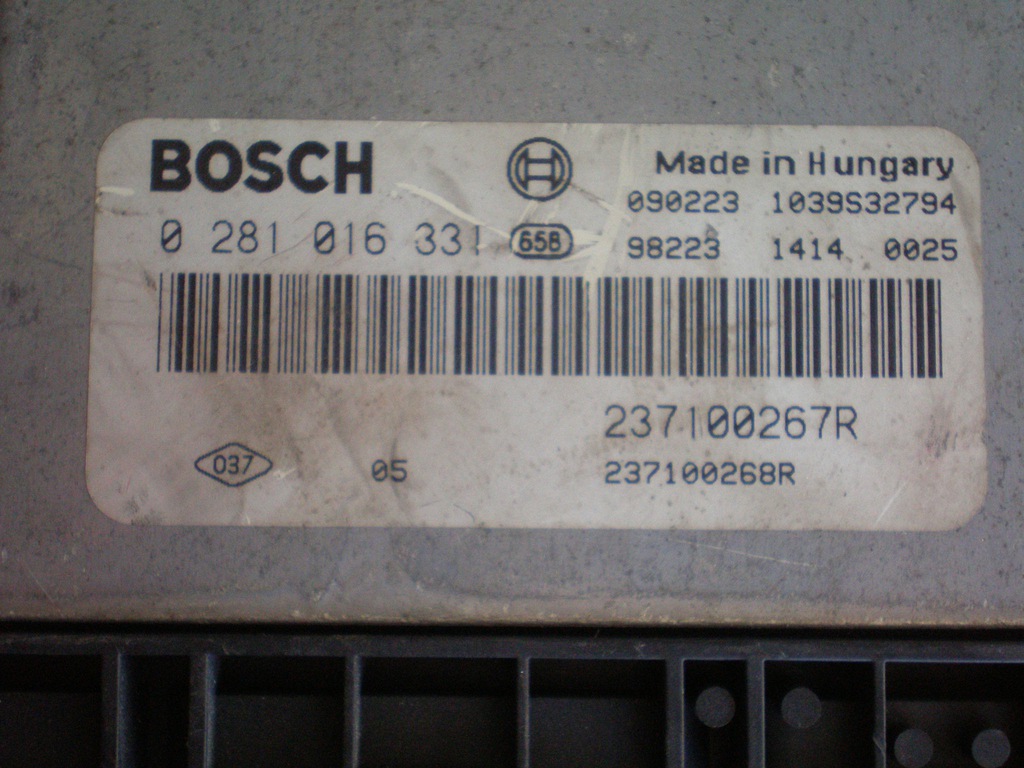 BOSCH
Made in Hungary
090223 1039S32794
0 281 016 331 658
98223 1414 0025
237100267R
037 05 237100268R